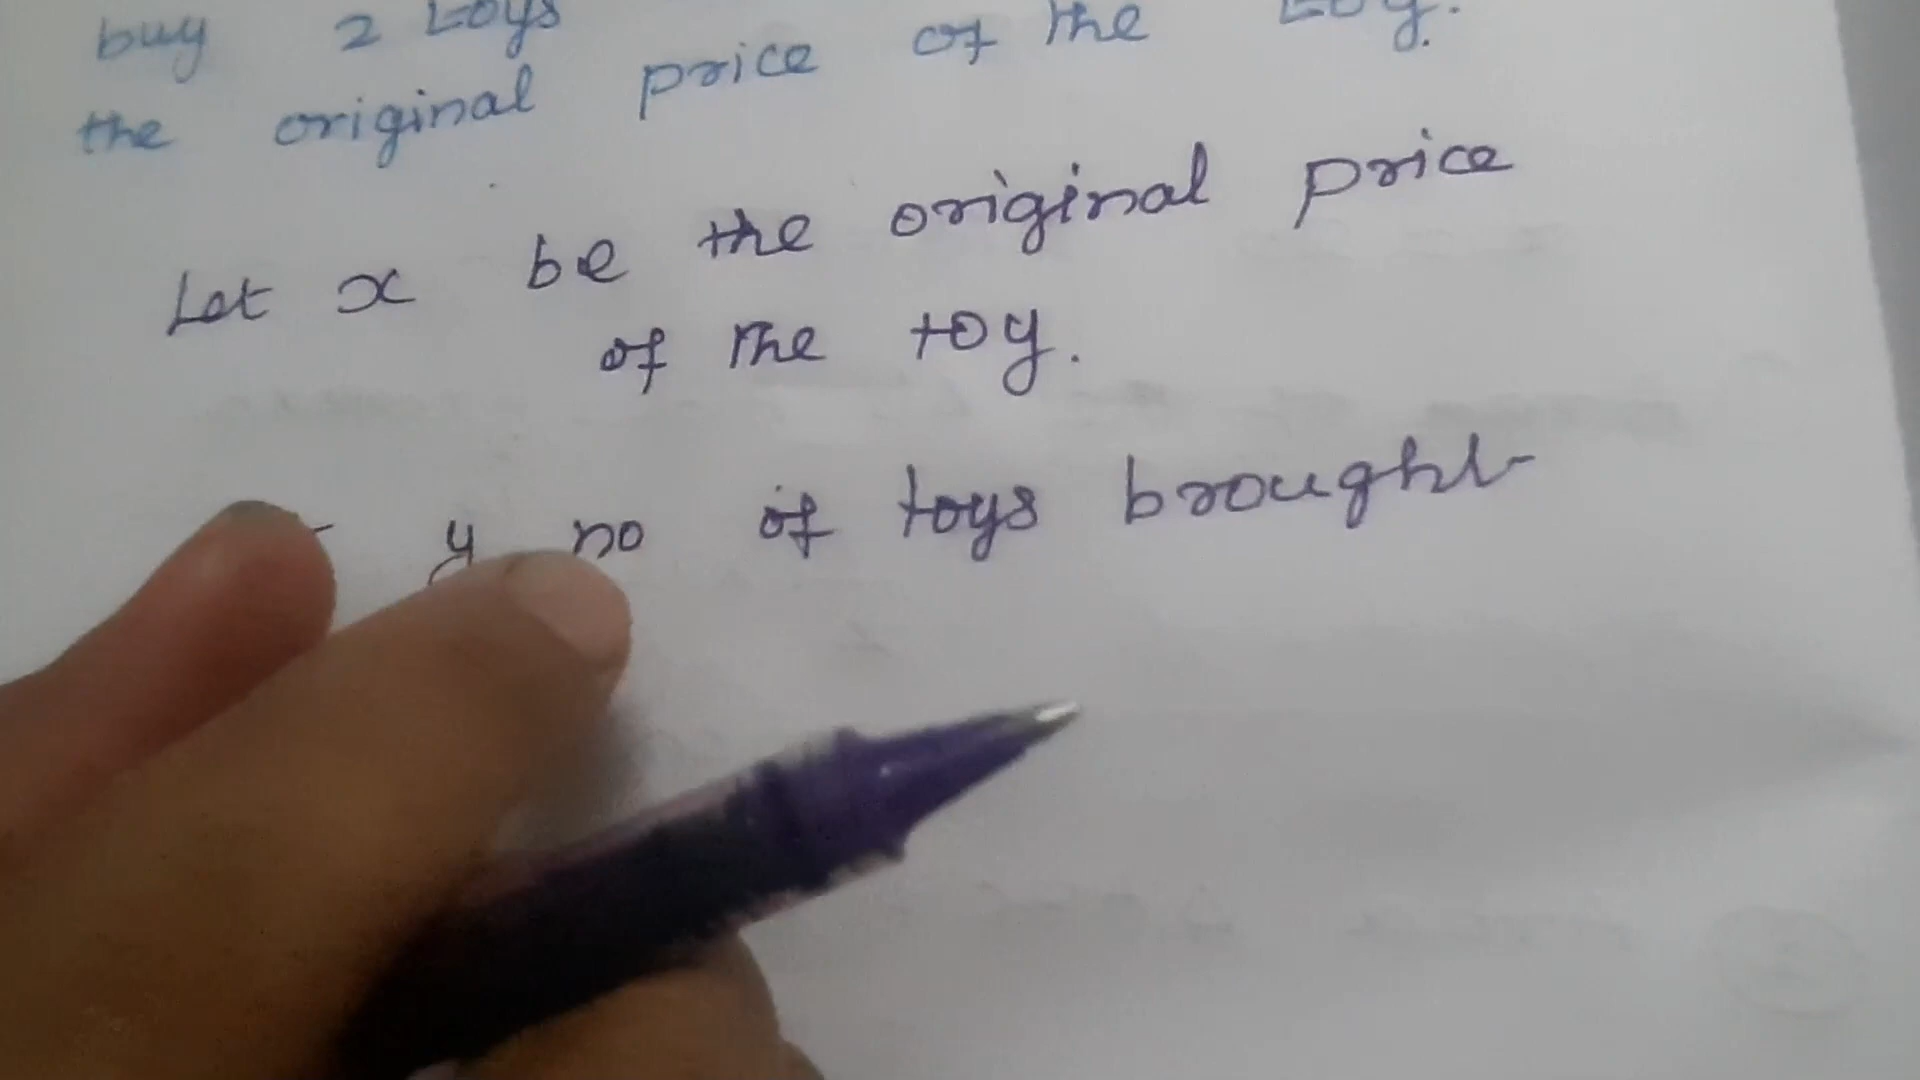 buy 2 toys
of the toy.
the original price
Let x be the original price
of the toy.
y no of toys brought